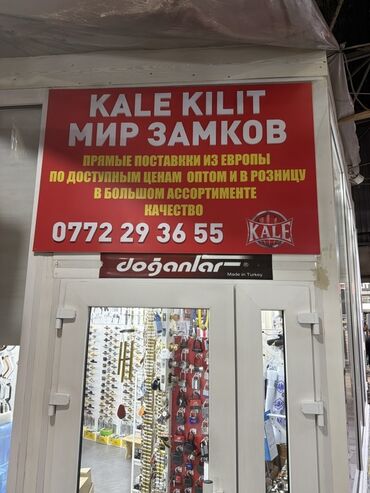 KALE KILIT
МИР ЗАМКОВ
ПРЯМЫЕ ПОСТАВЖКИ ИЗ ЕВРОПЫ
ПО ДОСТУПНЫМ ЦЕНАМ ОПТОМ И В РОЗНИЦУ
В БОЛЬШОМ АССОРТИМЕНТЕ
КАЧЕСТВО
0772 29 36 55
KALE
®
doğanlar
Made in Turkey